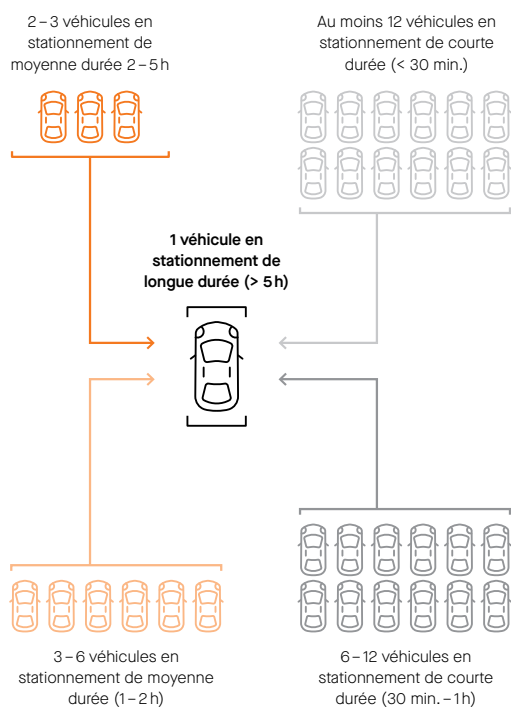 2 – 3 véhicules en
stationnement de
moyenne durée 2 – 5 h
Au moins 12 véhicules en
stationnement de courte
durée (< 30 min.)
1 véhicule en
stationnement de
longue durée (> 5 h)
3 – 6 véhicules en
stationnement de moyenne
durée (1 – 2 h)
6 – 12 véhicules en
stationnement de courte
durée (30 min. – 1 h)